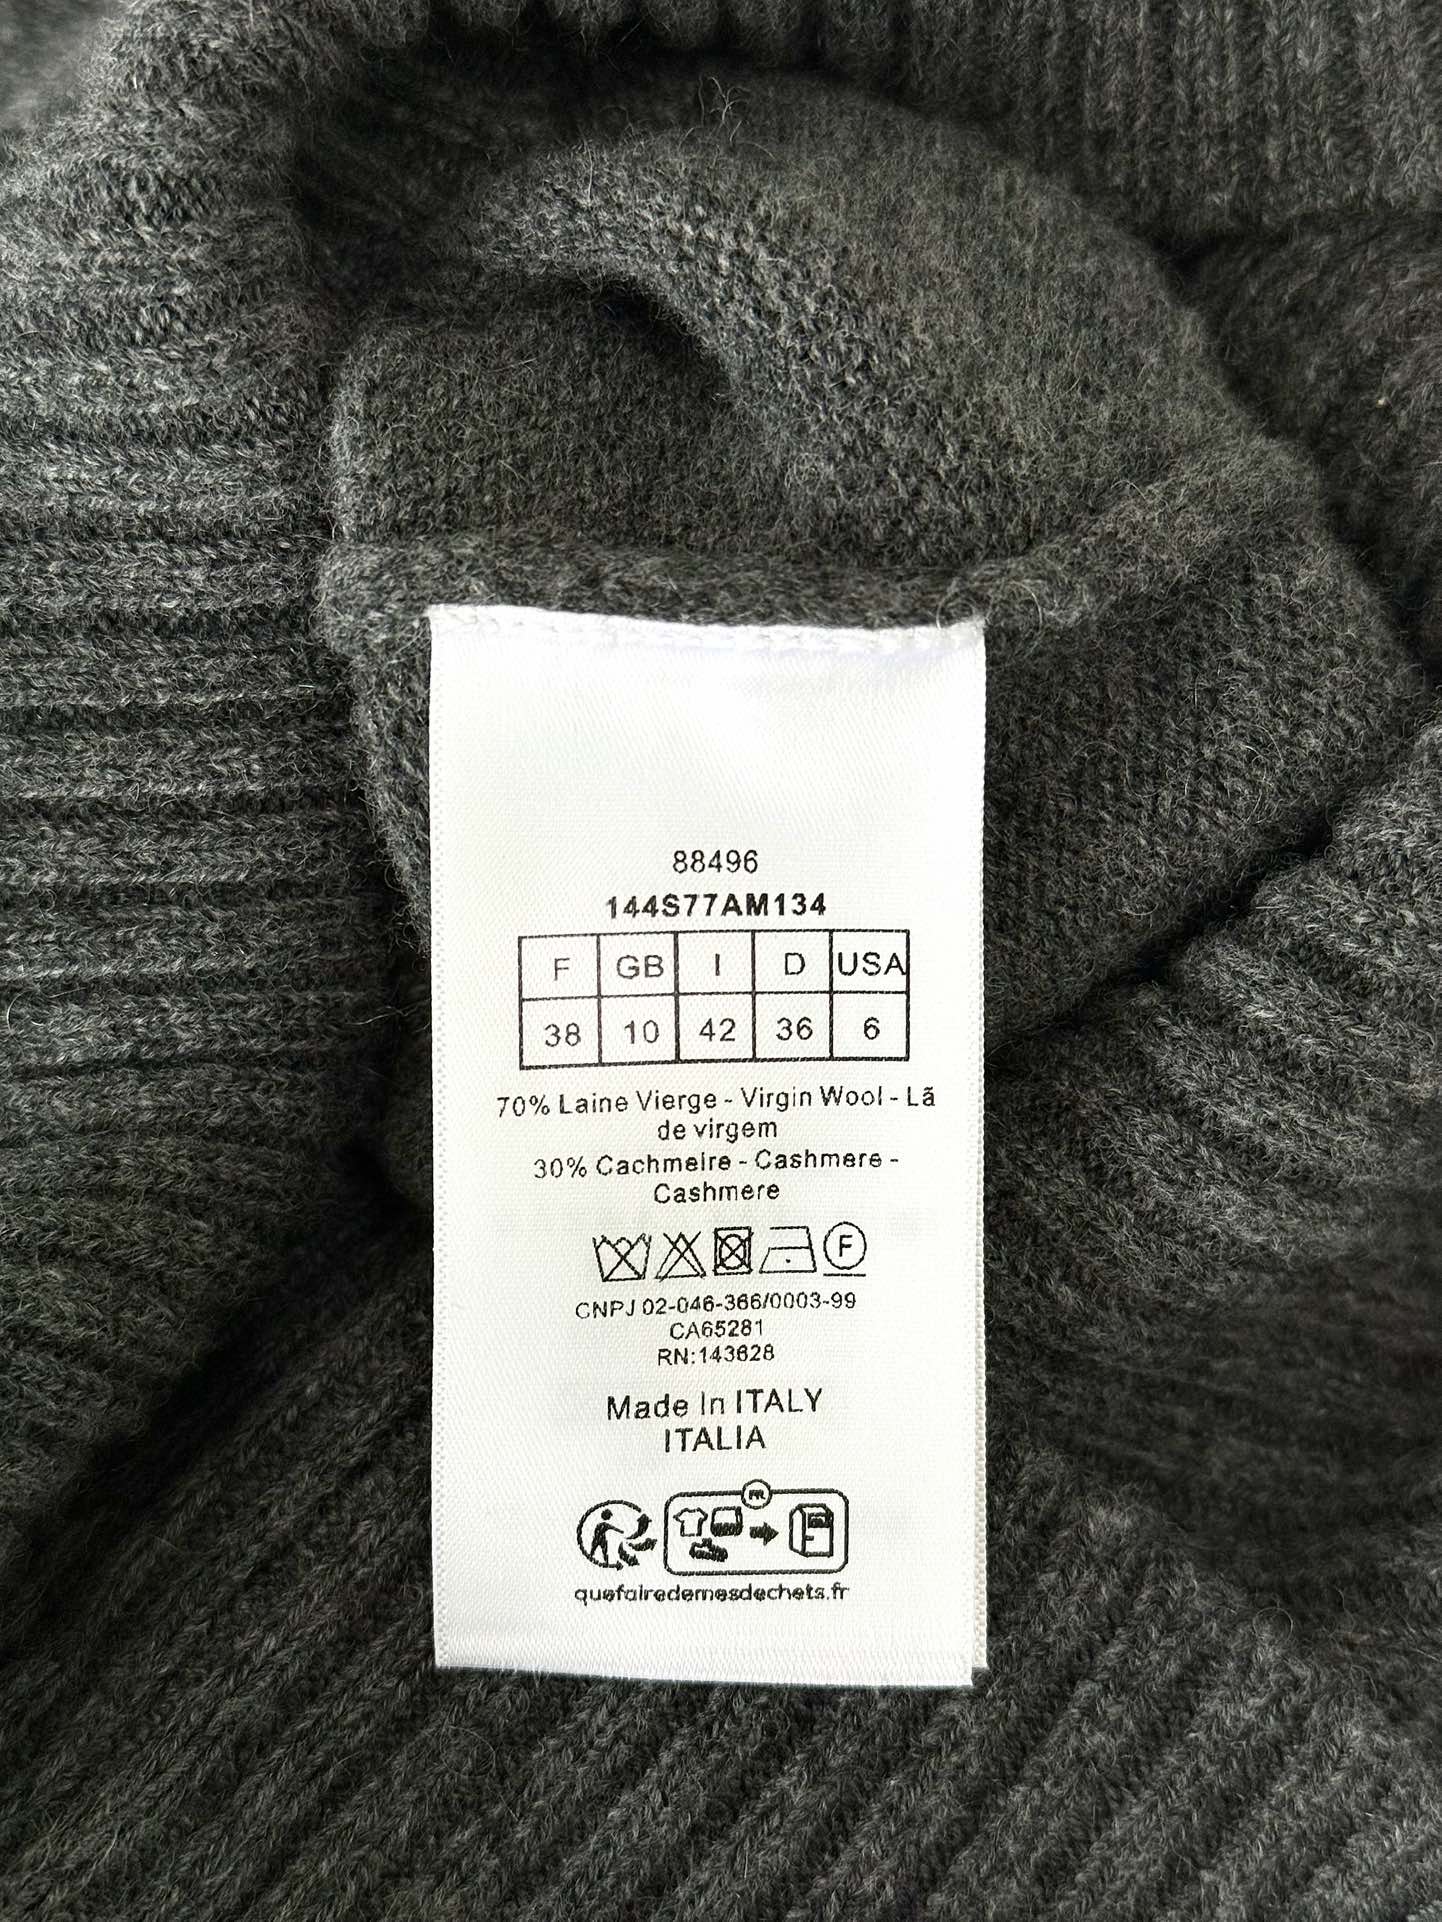 88496
144S77AM134
F GB I D USA
38 10 42 36 6
70% Laine Vierge - Virgin Wool - Lã
de virgem
30% Cachmeire - Cashmere -
Cashmere
F
CNPJ 02-046-366/0003-99
CA65281
RN:143628
Made In ITALY
ITALIA
FR
quefairedemesdechets.fr